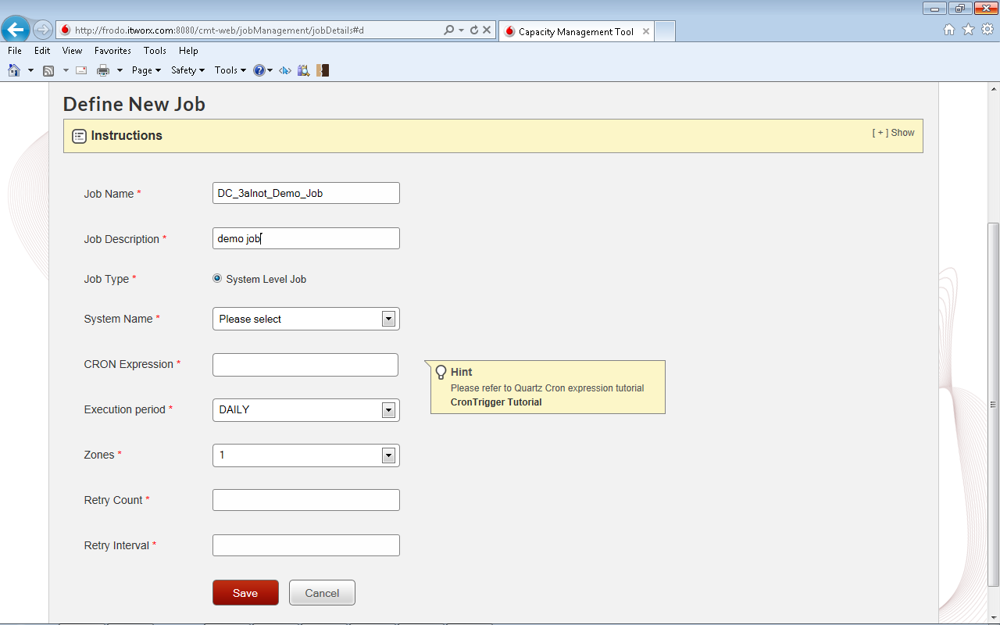 http://frodo.itworx.com:8080/cmt-web/jobManagement/jobDetails#d
Capacity Management Tool
File Edit View Favorites Tools Help
Page Safety Tools
Define New Job
Instructions
[ + ] Show
Job Name *
DC_3alnot_Demo_Job
Job Description *
demo job
Job Type *
System Level Job
System Name *
Please select
CRON Expression *
Hint
Please refer to Quartz Cron expression tutorial
CronTrigger Tutorial
Execution period *
DAILY
Zones *
1
Retry Count *
Retry Interval *
Save
Cancel